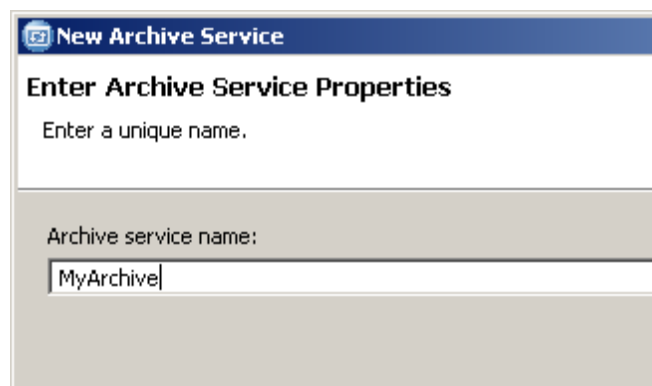 New Archive Service
Enter Archive Service Properties
Enter a unique name.
Archive service name:
MyArchive